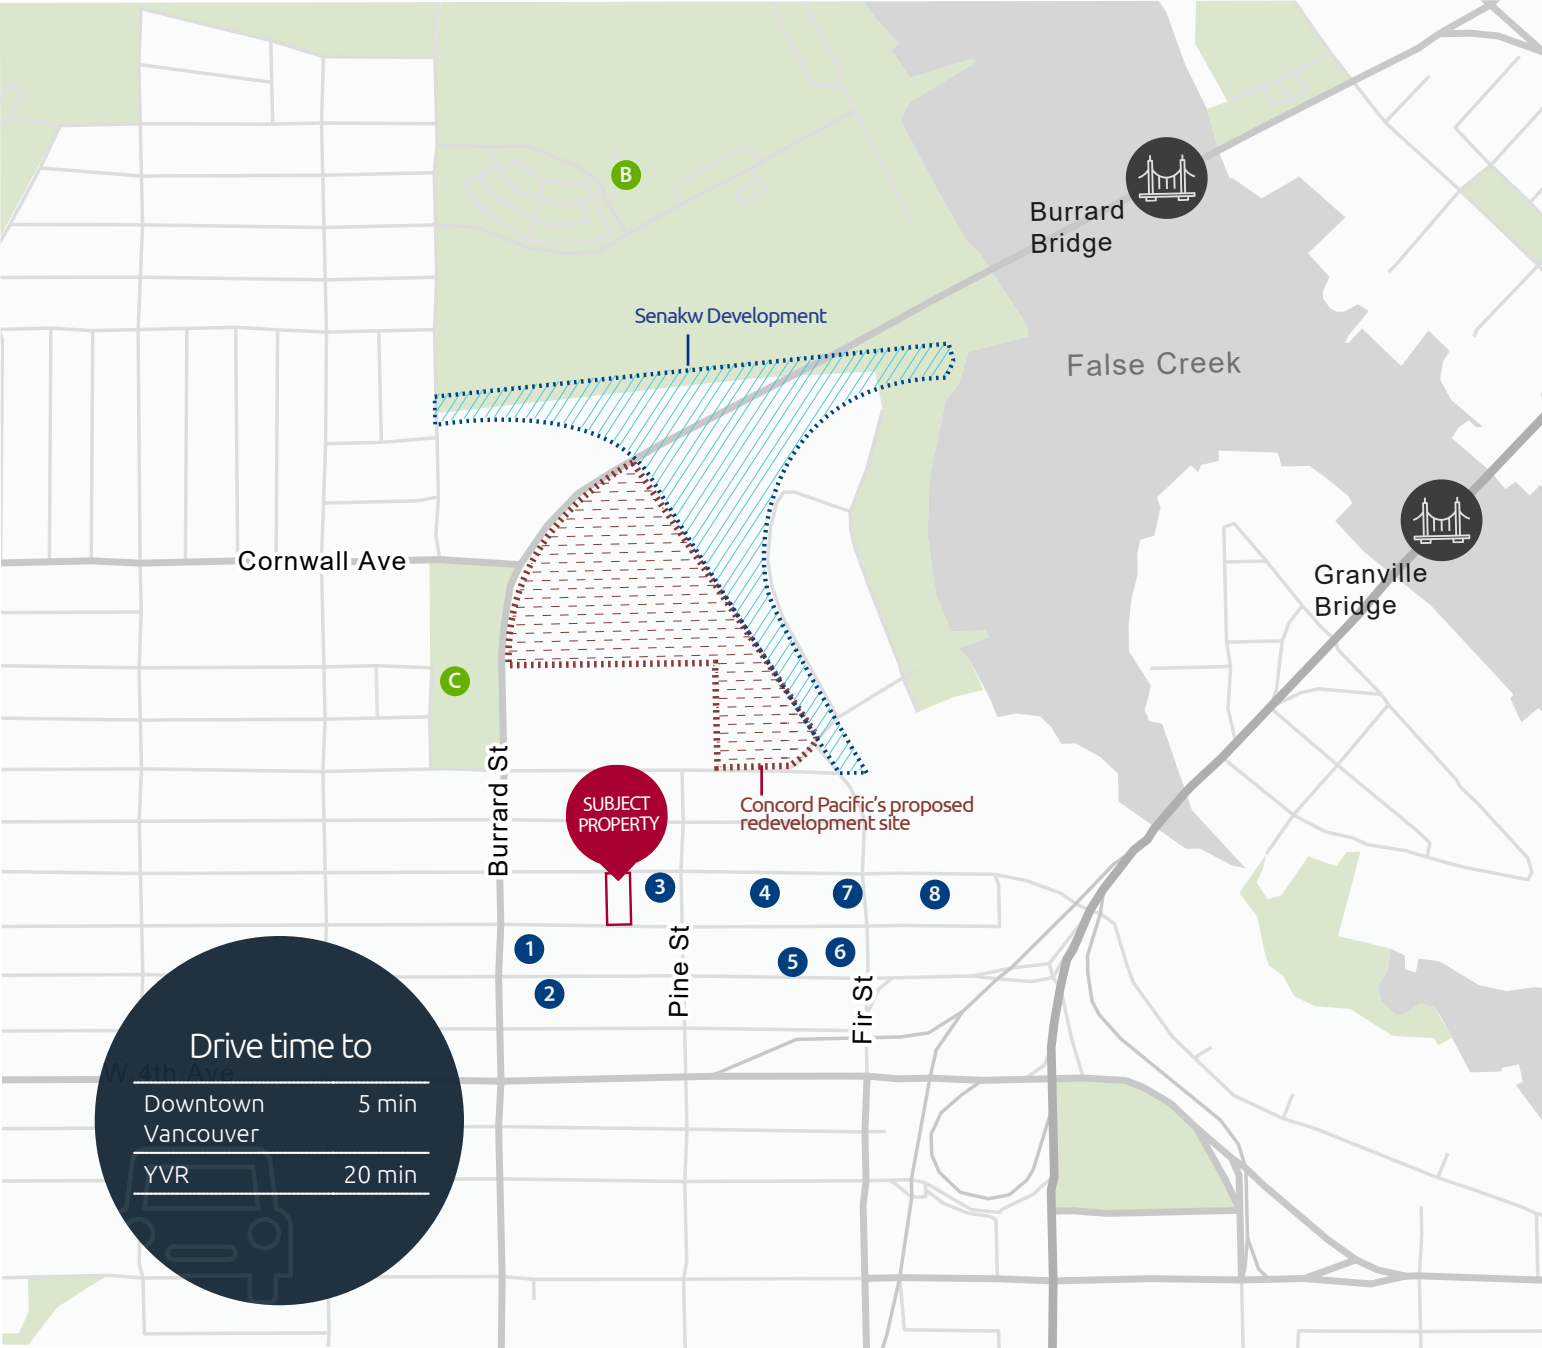 B
Burrard
Bridge
Senakw Development
False Creek
Cornwall Ave
Granville
Bridge
C
Burrard St
SUBJECT
PROPERTY
Concord Pacific's proposed
redevelopment site
3
4
7
8
1
Pine St
5
6
2
Fir St
Drive time to
W 4th Ave
Downtown 5 min
Vancouver
YVR 20 min